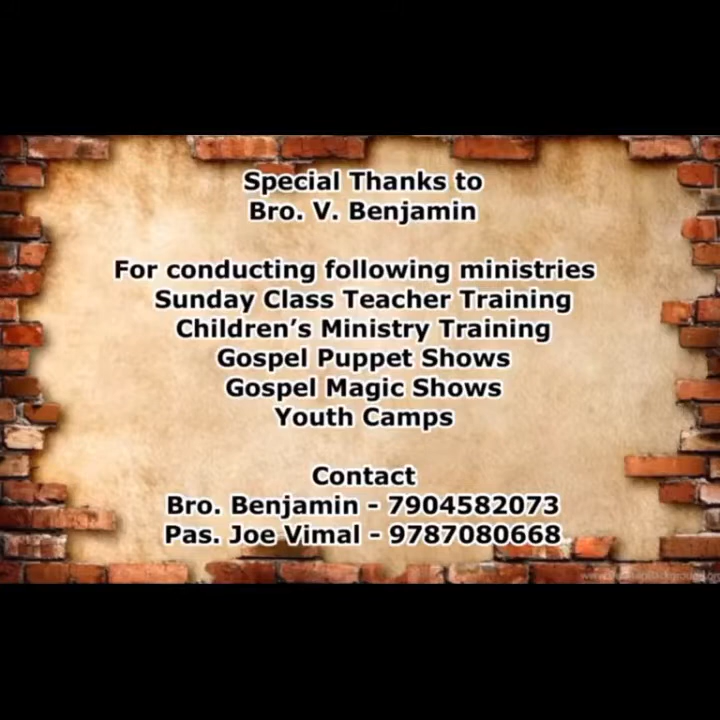 Special Thanks to
Bro. V. Benjamin
For conducting following ministries
Sunday Class Teacher Training
Children's Ministry Training
Gospel Puppet Shows
Gospel Magic Shows
Youth Camps
Contact
Bro. Benjamin - 7904582073
Pas. Joe Vimal - 9787080668